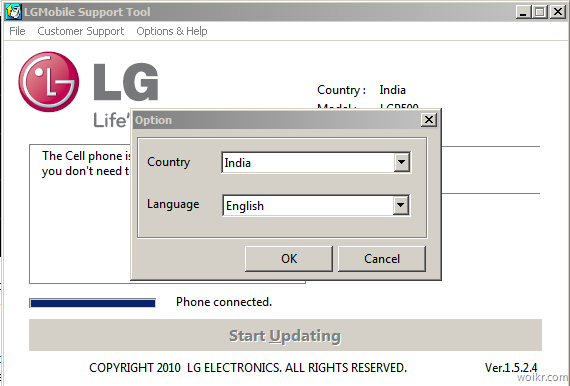 LGMobile Support Tool
File Customer Support Options & Help
LG
Life's
Country : India
Model : LGP500
Option
The Cell phone is
you don't need t
Country India
Language English
OK Cancel
Phone connected.
Start Updating
COPYRIGHT 2010 LG ELECTRONICS. ALL RIGHTS RESERVED. Ver.1.5.2.4
woikr.com